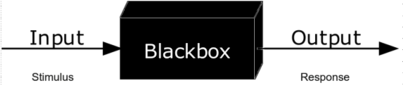 Input
Blackbox
Output
Stimulus
Response